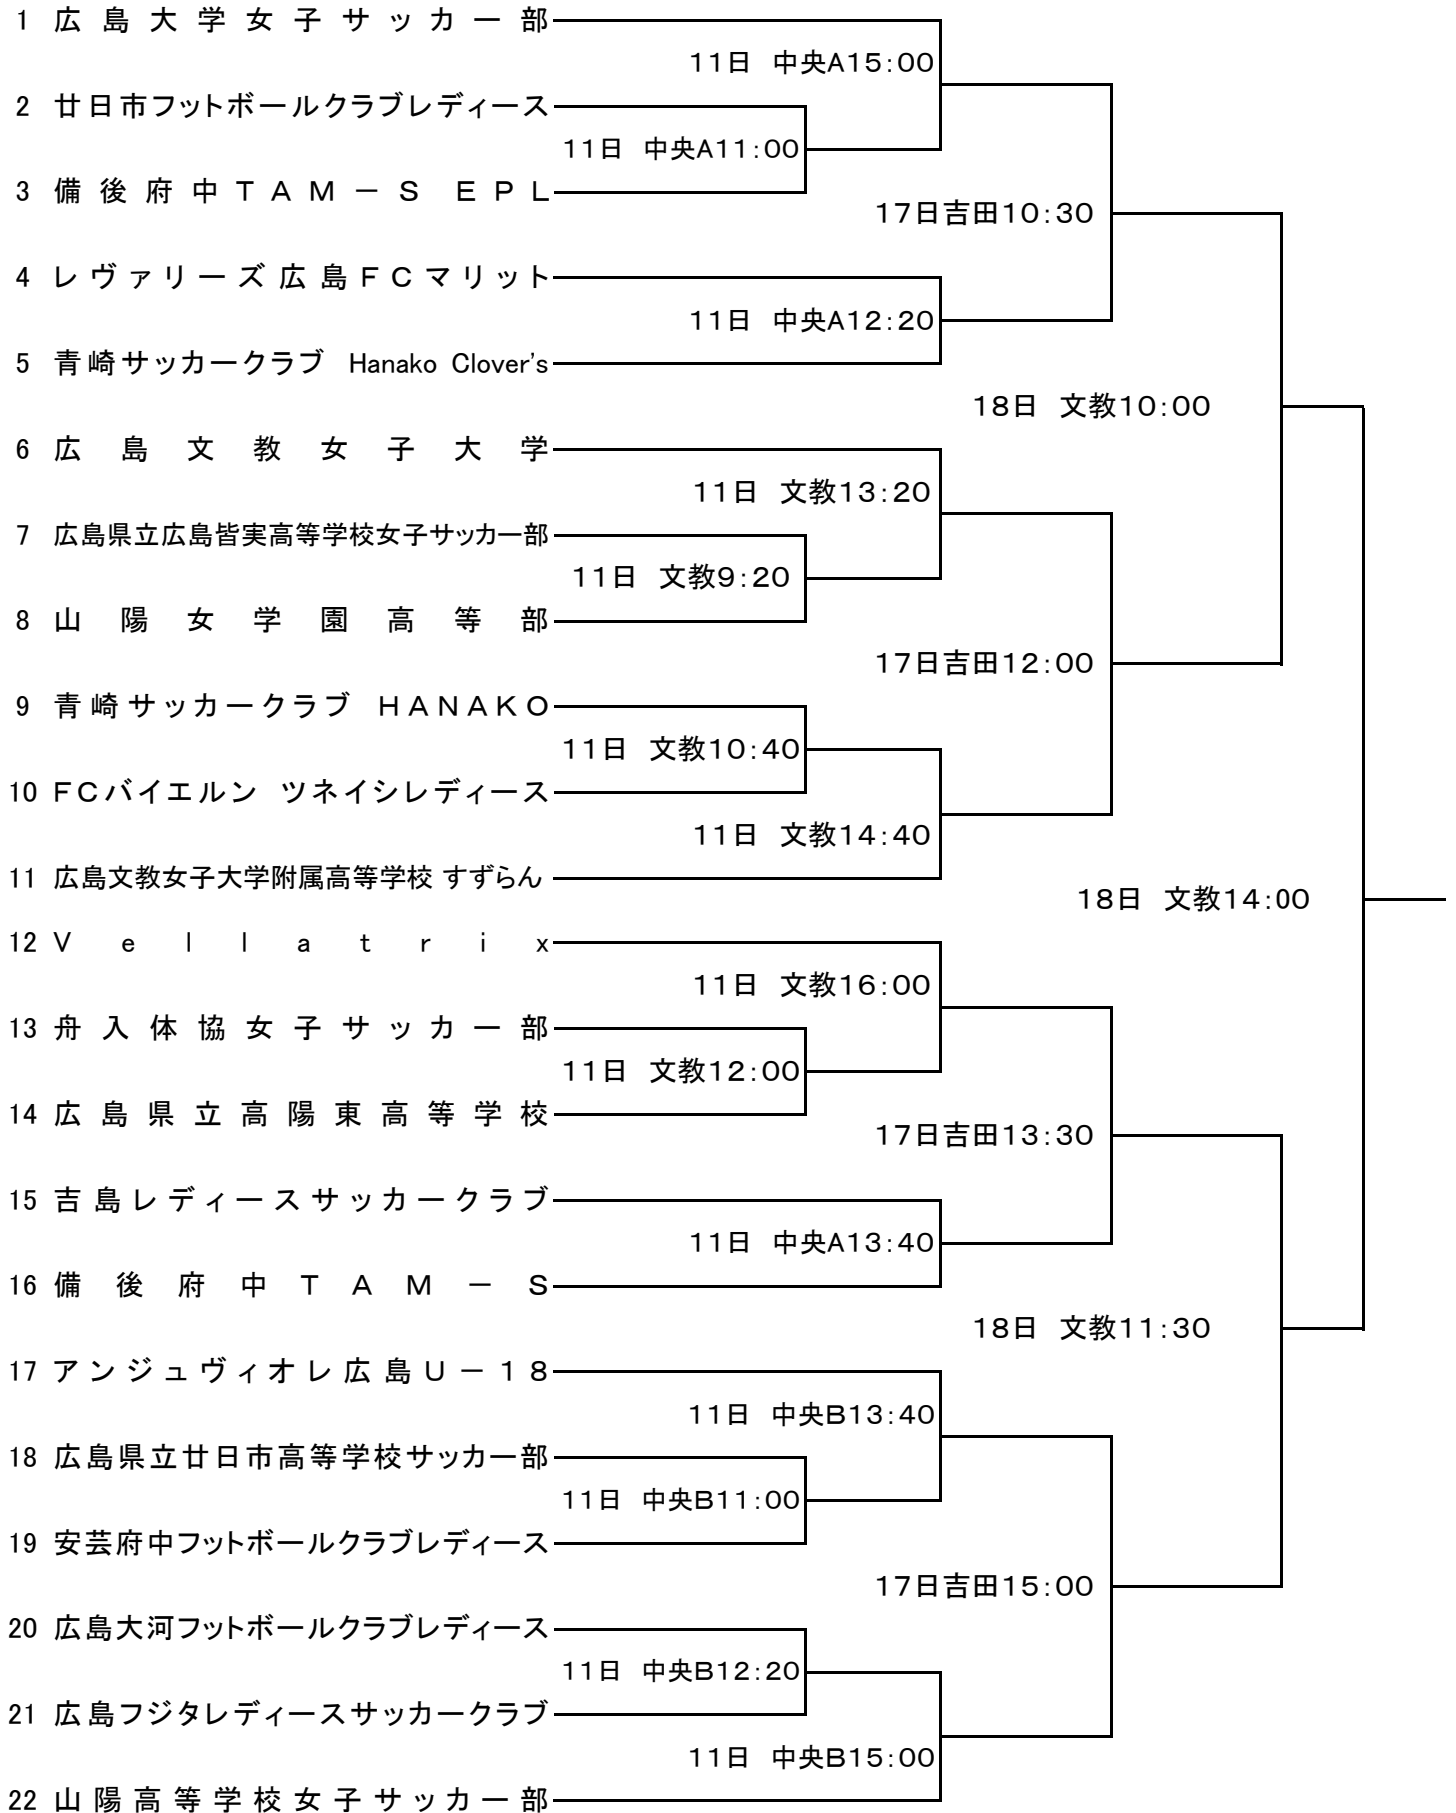 1 広島大学女子サッカー部
11日 中央A15:00
2 廿日市フットボールクラブレディース
11日 中央A11:00
3 備後府中TAM－S EPL
17日吉田10:30
4 レヴァリーズ広島FCマリット
11日 中央A12:20
5 青崎サッカークラブ Hanako Clover's
18日 文教10:00
6 広島文教女子大学
11日 文教13:20
7 広島県立広島皆実高等学校女子サッカー部
11日 文教9:20
8 山陽女学園高等部
17日吉田12:00
9 青崎サッカークラブ HANAKO
11日 文教10:40
10 FCバイエルン ツネイシレディース
11日 文教14:40
11 広島文教女子大学附属高等学校 すずらん
18日 文教14:00
12 Vellatrix
11日 文教16:00
13 舟入体協女子サッカー部
11日 文教12:00
14 広島県立高陽東高等学校
17日吉田13:30
15 吉島レディースサッカークラブ
11日 中央A13:40
16 備後府中TAM－S
18日 文教11:30
17 アンジュヴィオレ広島U－18
11日 中央B13:40
18 広島県立廿日市高等学校サッカー部
11日 中央B11:00
19 安芸府中フットボールクラブレディース
17日吉田15:00
20 広島大河フットボールクラブレディース
11日 中央B12:20
21 広島フジタレディースサッカークラブ
11日 中央B15:00
22 山陽高等学校女子サッカー部